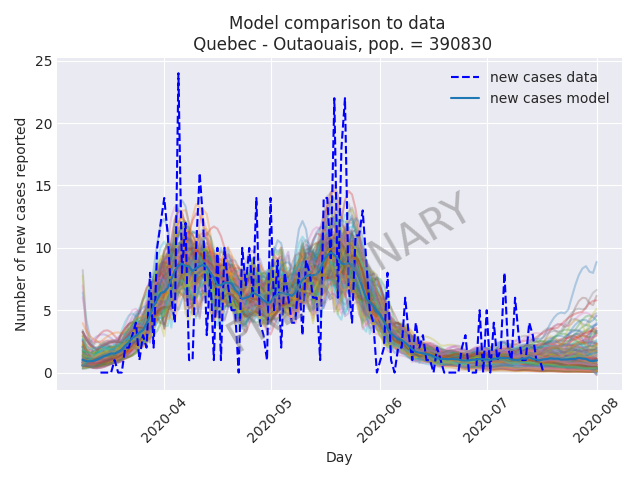 Model comparison to data
Quebec - Outaouais, pop. = 390830
new cases data
new cases model
Number of new cases reported
25
20
15
10
5
0
2020-04
2020-05
2020-06
2020-07
2020-08
Day